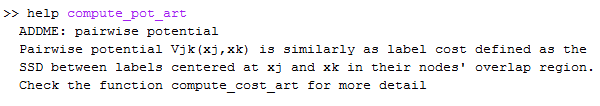 >> help compute_pot_art
ADDME: pairwise potential
Pairwise potential Vjk(xj,xk) is similarly as label cost defined as the
SSD between labels centered at xj and xk in their nodes' overlap region.
Check the function compute_cost_art for more detail